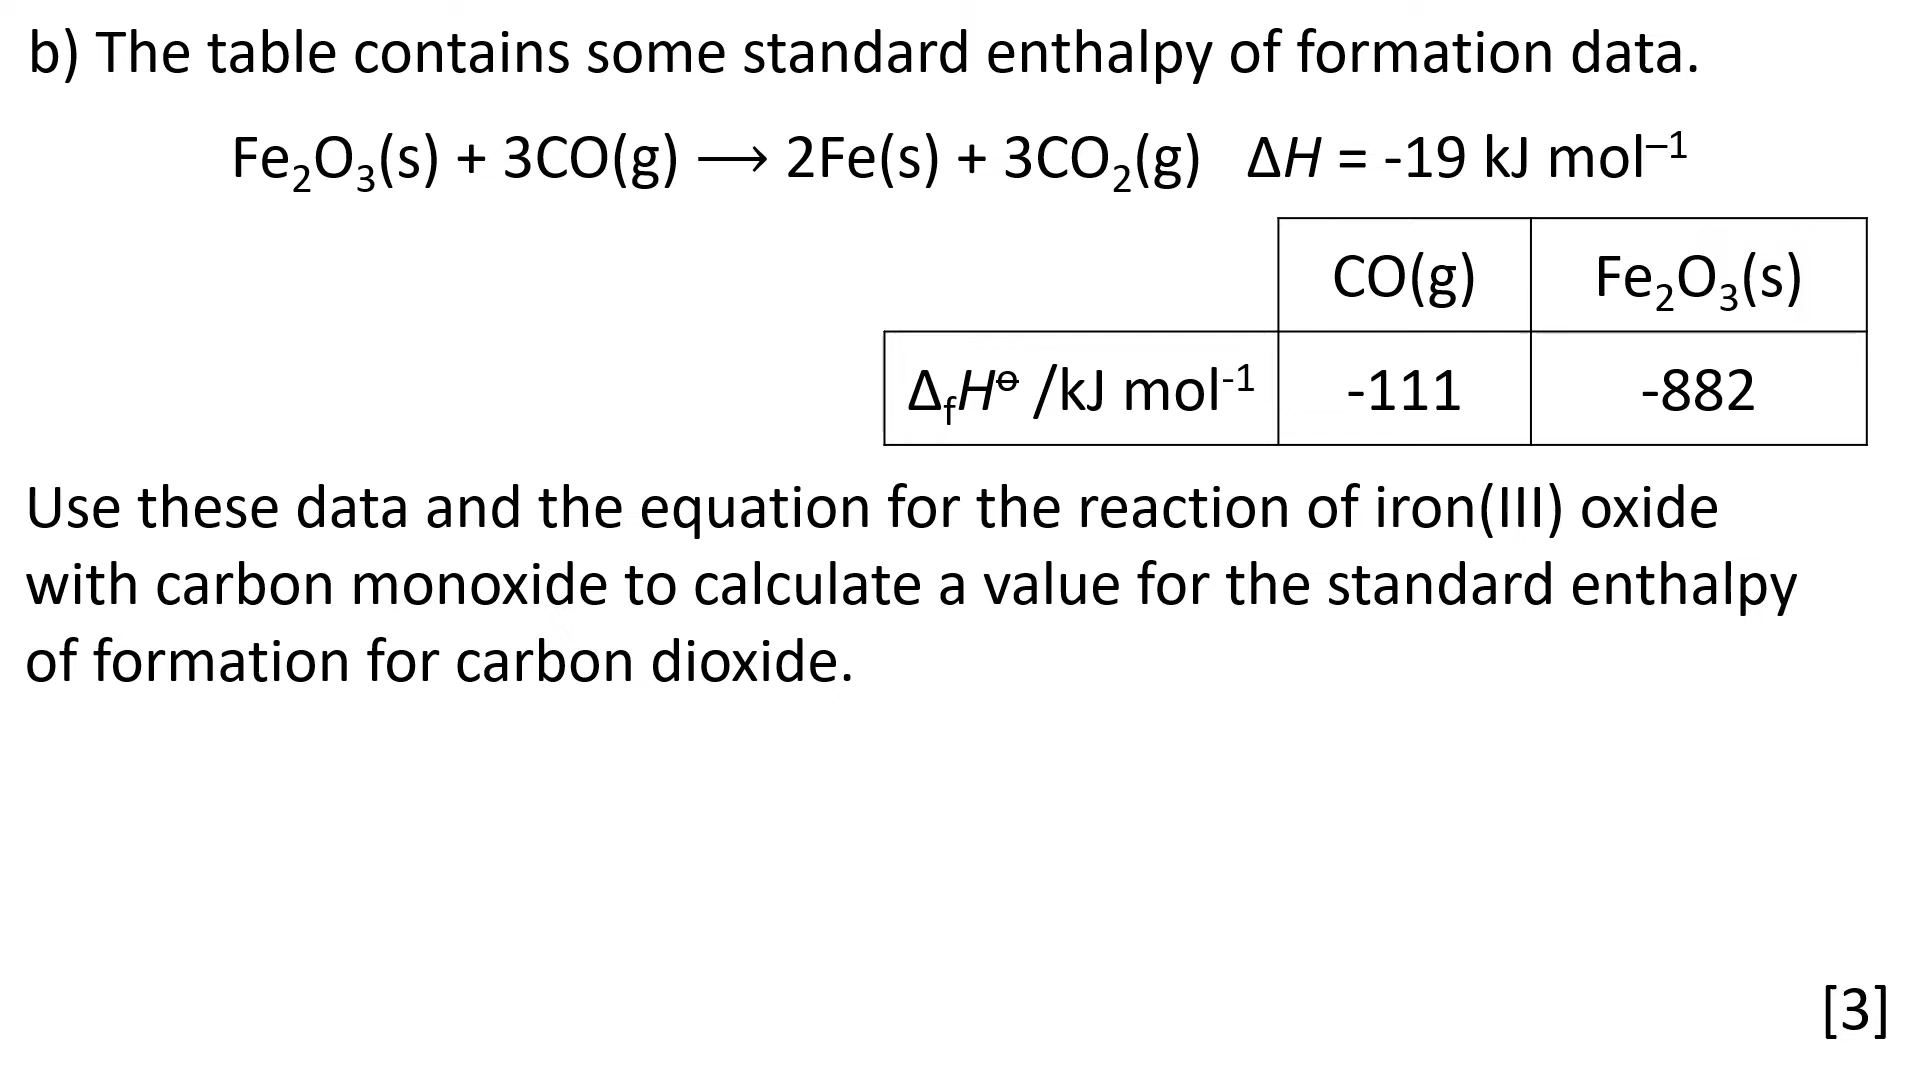 b) The table contains some standard enthalpy of formation data.
Fe₂O₃(s) + 3CO(g) ⟶ 2Fe(s) + 3CO₂(g) ΔH = -19 kJ mol⁻¹
CO(g) Fe₂O₃(s)
Δ_fH^⦵ /kJ mol⁻¹ -111 -882
Use these data and the equation for the reaction of iron(III) oxide
with carbon monoxide to calculate a value for the standard enthalpy
of formation for carbon dioxide.
[3]